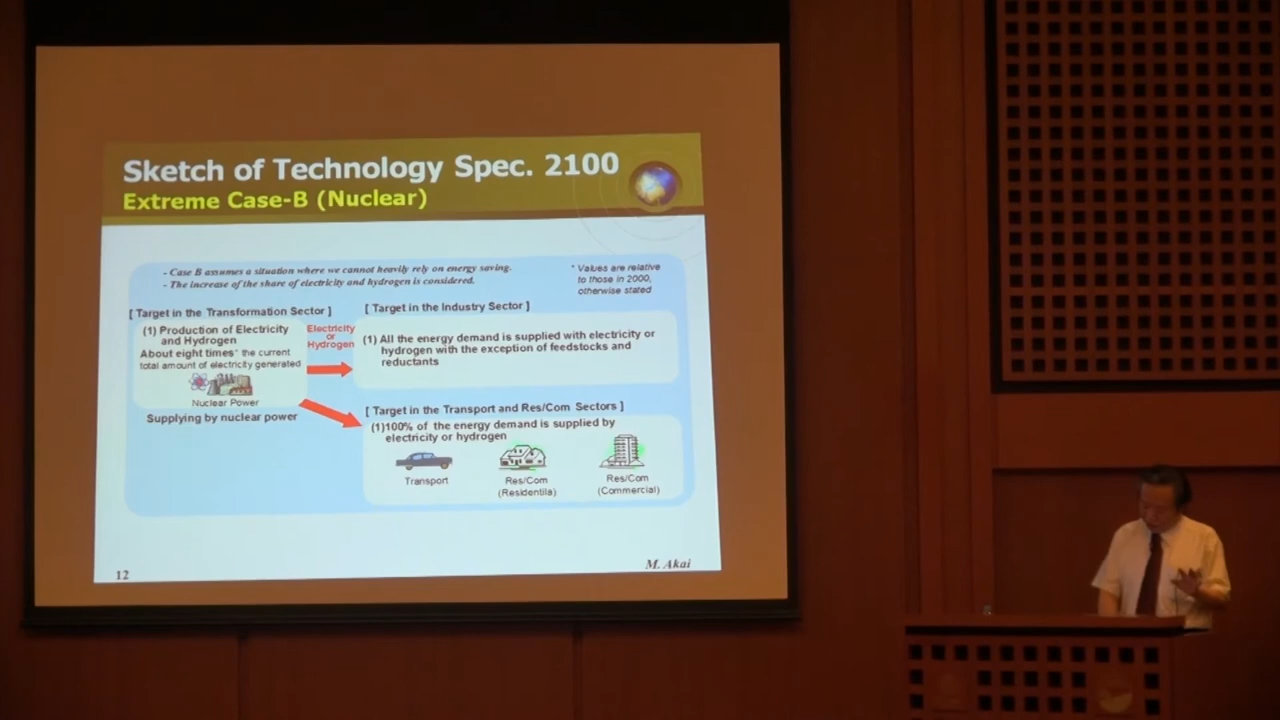 Sketch of Technology Spec. 2100
Extreme Case-B (Nuclear)
- Case B assumes a situation where we cannot heavily rely on energy saving.
- The increase of the share of electricity and hydrogen is considered.
* Values are relative
to those in 2000,
otherwise stated
[ Target in the Transformation Sector ]
(1) Production of Electricity
and Hydrogen
About eight times* the current
total amount of electricity generated
Nuclear Power
Supplying by nuclear power
Electricity
or
Hydrogen
[ Target in the Industry Sector ]
(1) All the energy demand is supplied with electricity or
hydrogen with the exception of feedstocks and
reductants
[ Target in the Transport and Res/Com Sectors ]
(1)100% of the energy demand is supplied by
electricity or hydrogen
Transport
Res/Com
(Residentila)
Res/Com
(Commercial)
12
M. Akai